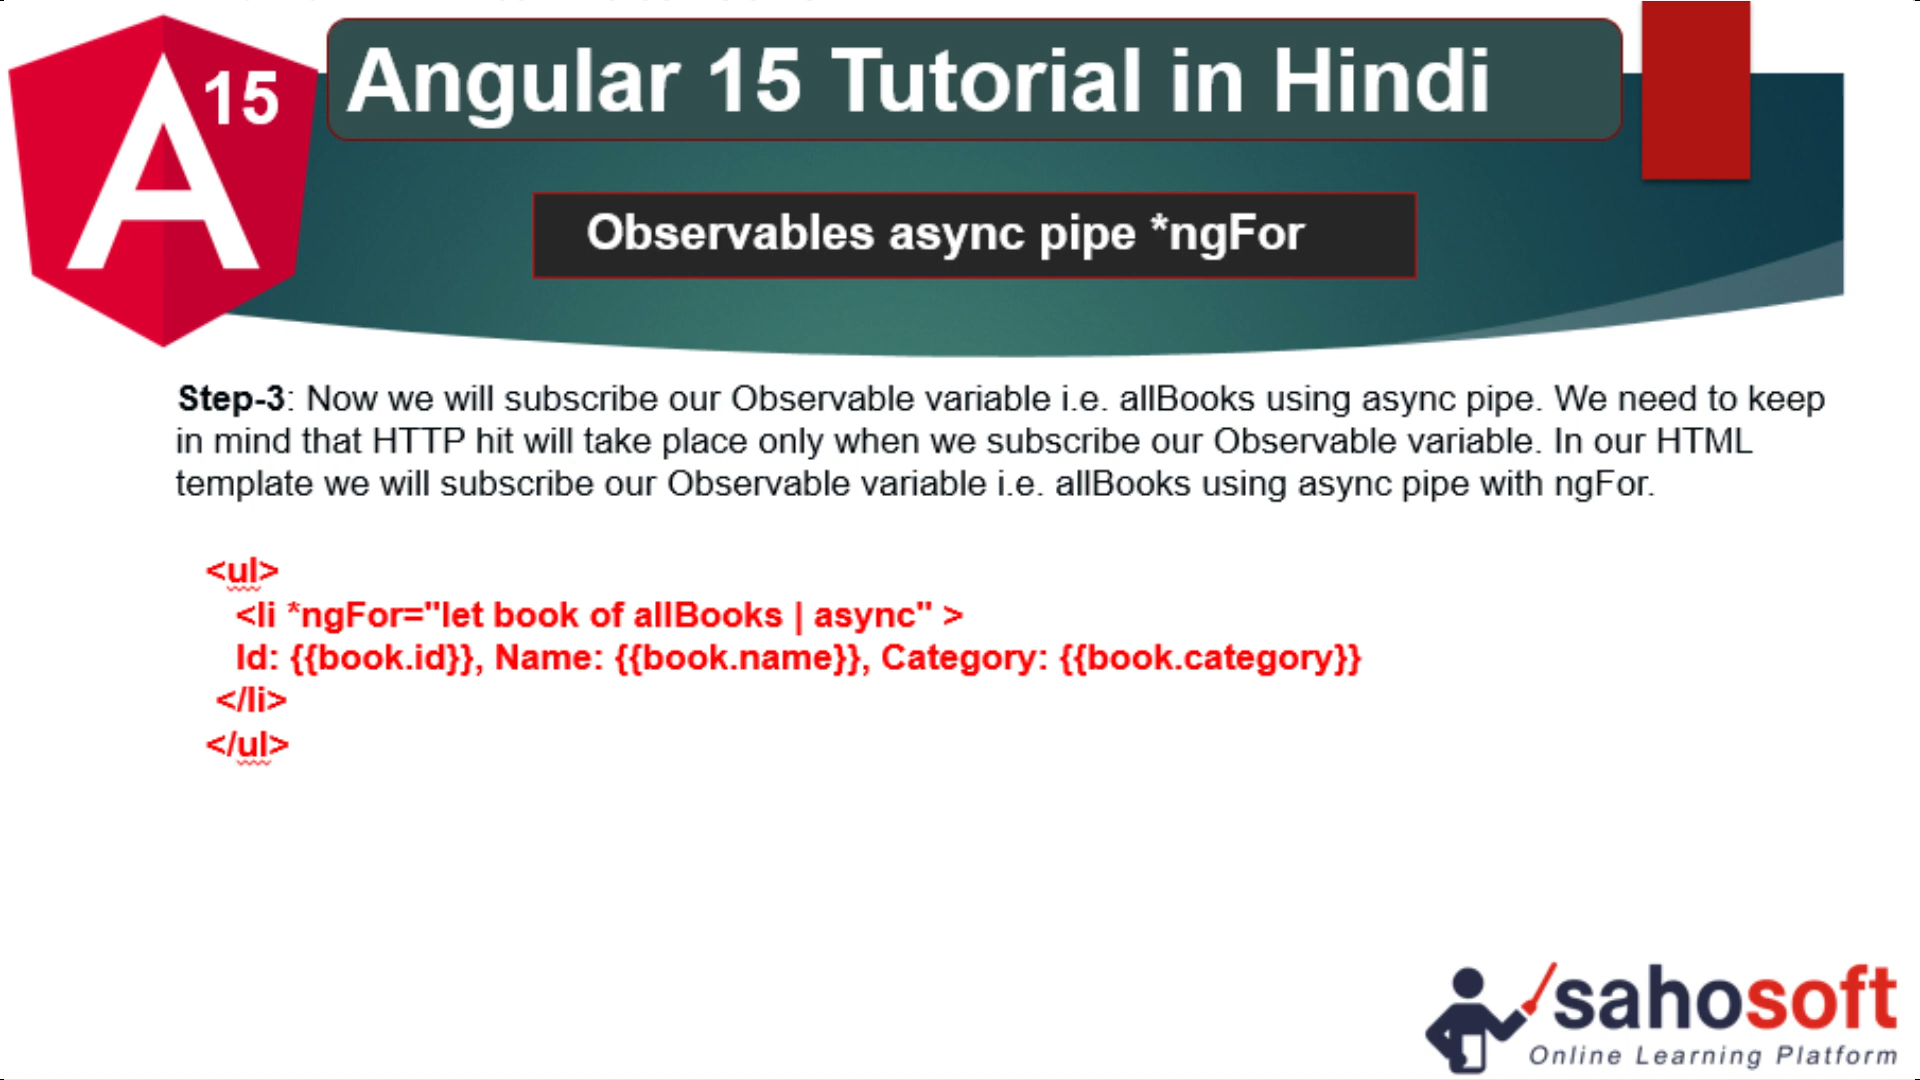 15
Angular 15 Tutorial in Hindi
Observables async pipe *ngFor
Step-3: Now we will subscribe our Observable variable i.e. allBooks using async pipe. We need to keep
in mind that HTTP hit will take place only when we subscribe our Observable variable. In our HTML
template we will subscribe our Observable variable i.e. allBooks using async pipe with ngFor.
<ul>
<li *ngFor="let book of allBooks | async" >
Id: {{book.id}}, Name: {{book.name}}, Category: {{book.category}}
</li>
</ul>
sahosoft
Online Learning Platform